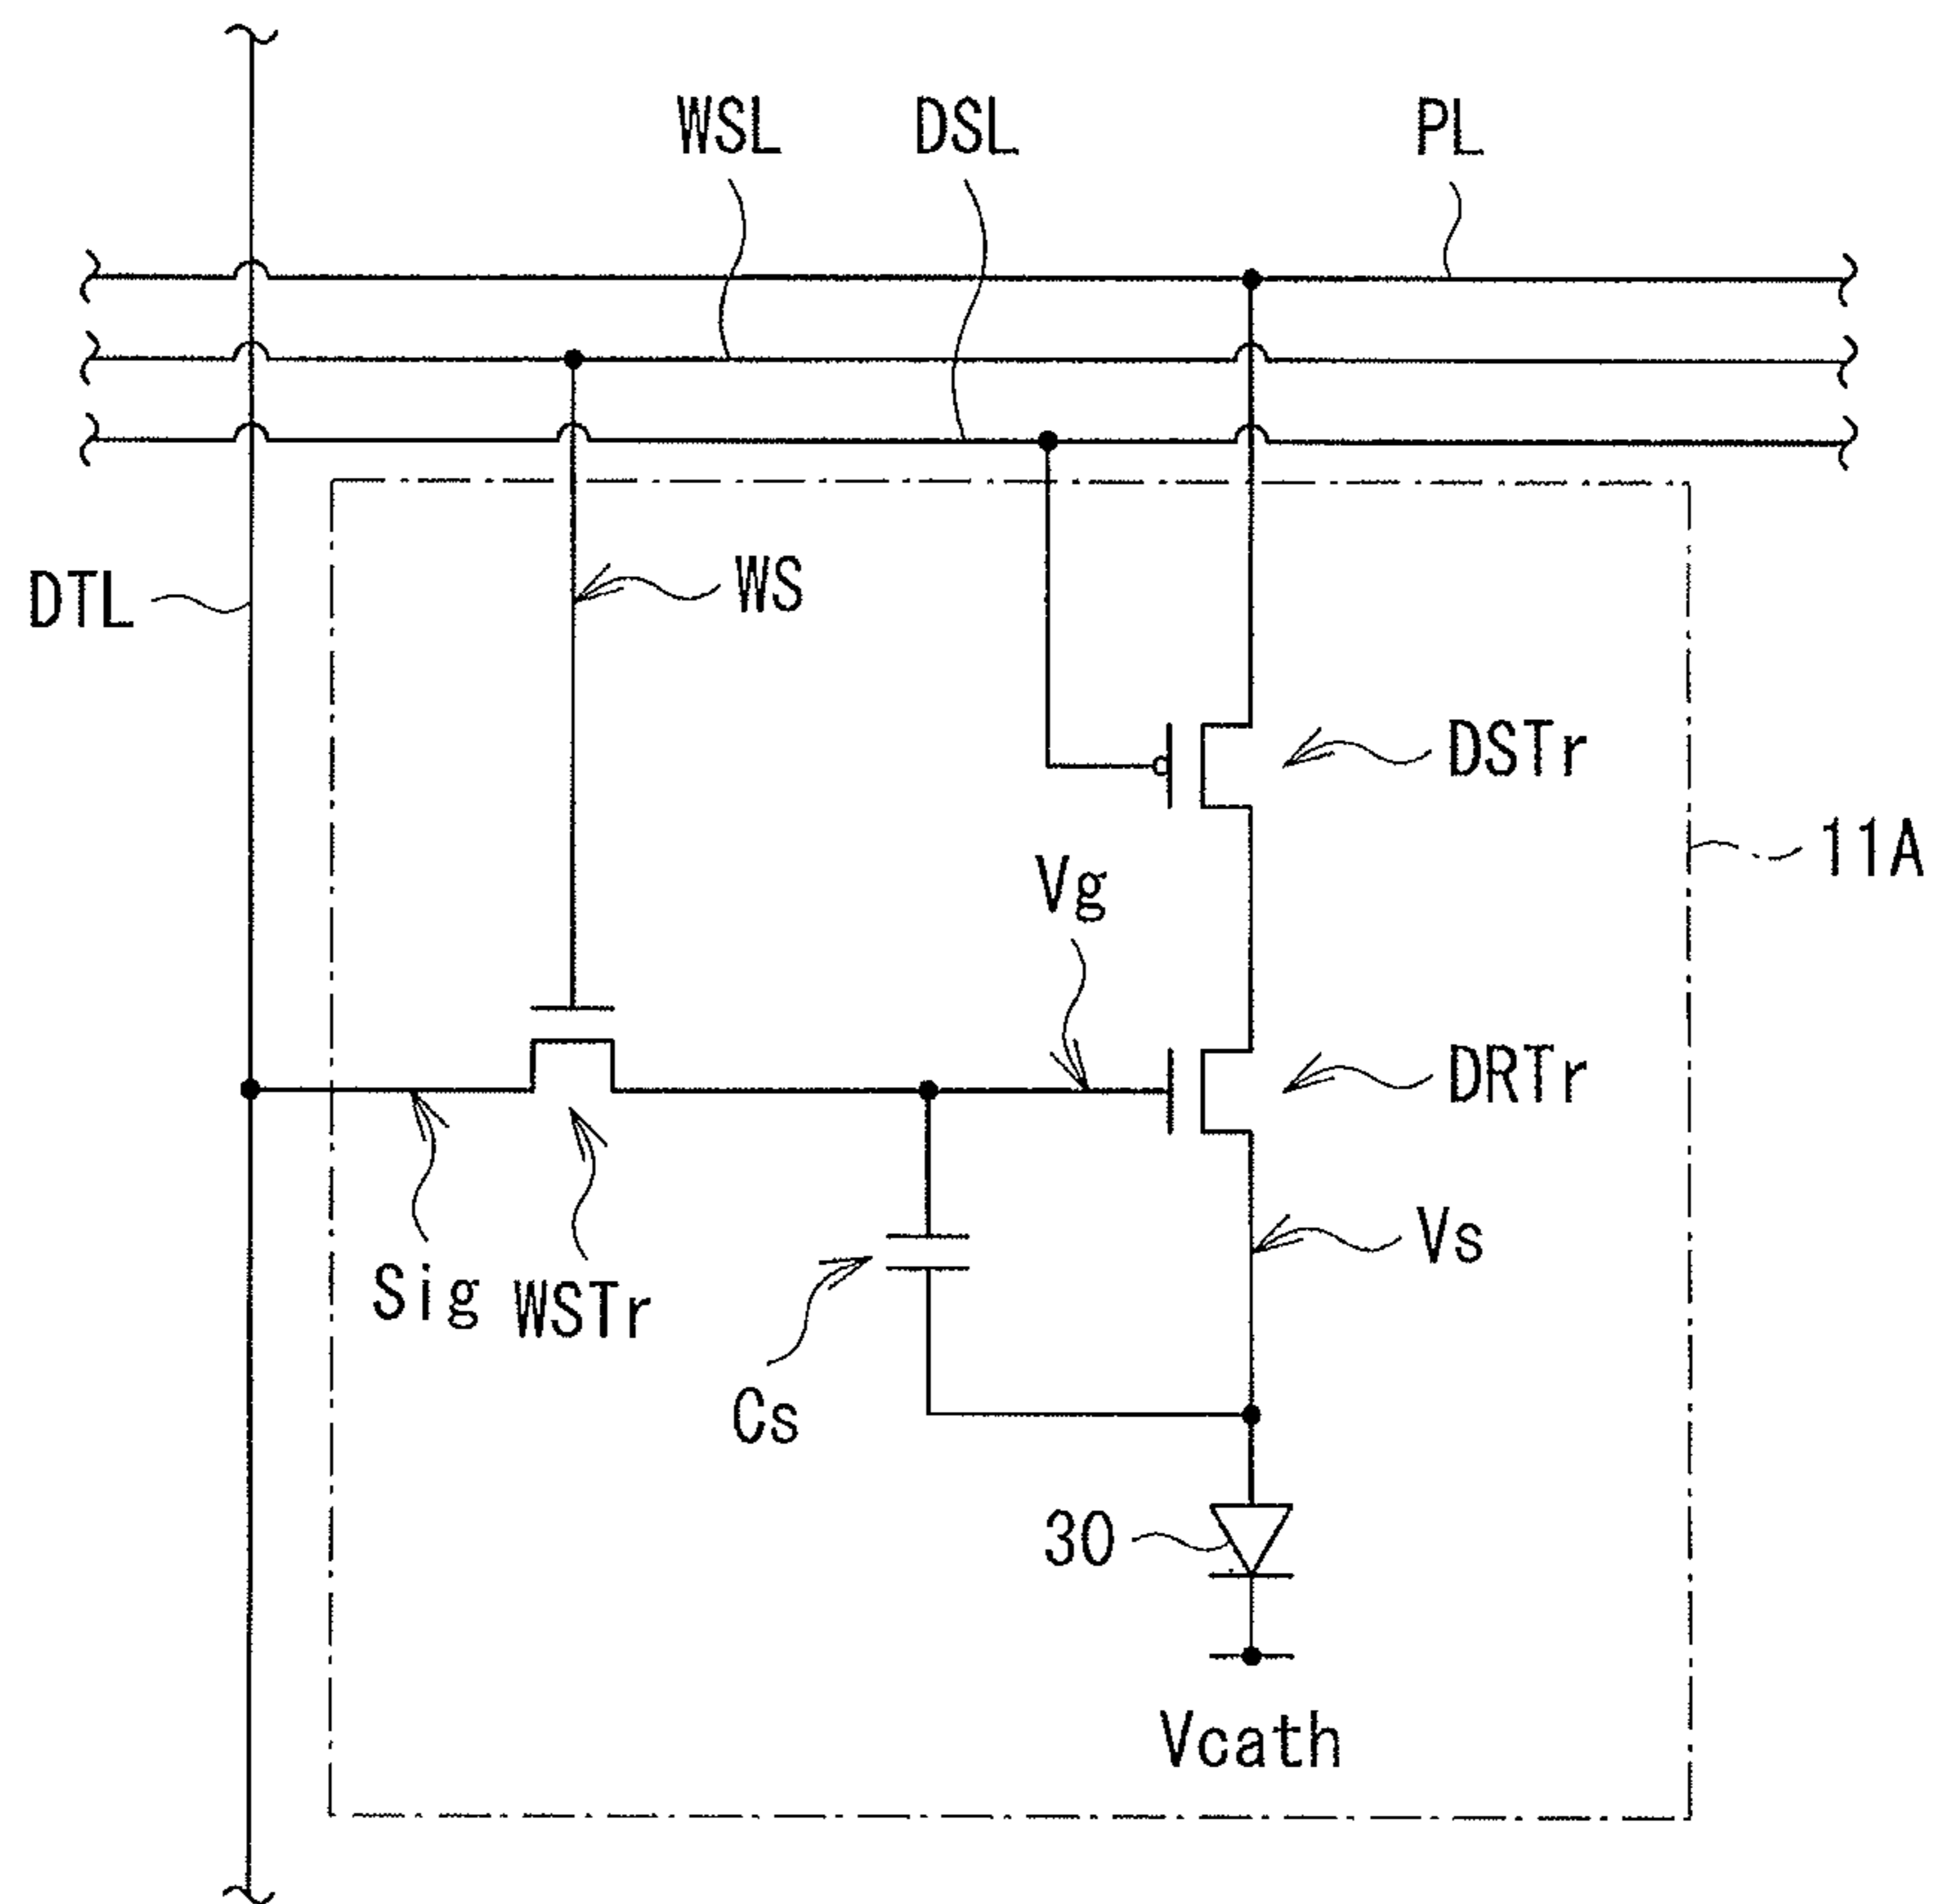 WSL DSL PL
DTL
WS
DSTr
11A
Vg
DRTr
Vs
Sig WSTr
Cs
30
Vcath